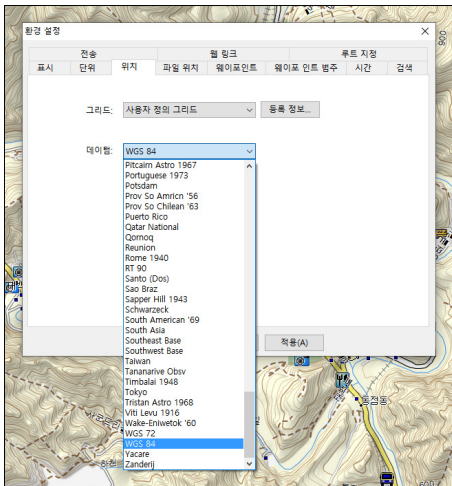 환경 설정
900
전송 웹 링크 루트 지정
표시 단위 위치 파일 위치 웨이포인트 웨이포 인트 범주 시간 검색
그리드: 사용자 정의 그리드 등록 정보...
데이텀: WGS 84
Pitcairn Astro 1967
Portuguese 1973
Potsdam
Prov So Amricn '56
Prov So Chilean '63
Puerto Rico
Qatar National
Qornoq
Reunion
Rome 1940
RT 90
Santo (Dos)
Sao Braz
Sapper Hill 1943
Schwarzeck
South American '69
South Asia
Southeast Base
Southwest Base
Taiwan
Tananarive Obsv
Timbalai 1948
Tokyo
Tristan Astro 1968
Viti Levu 1916
Wake-Eniwetok '60
WGS 72
WGS 84
Yacare
Zanderij
적용(A)
동점동
600